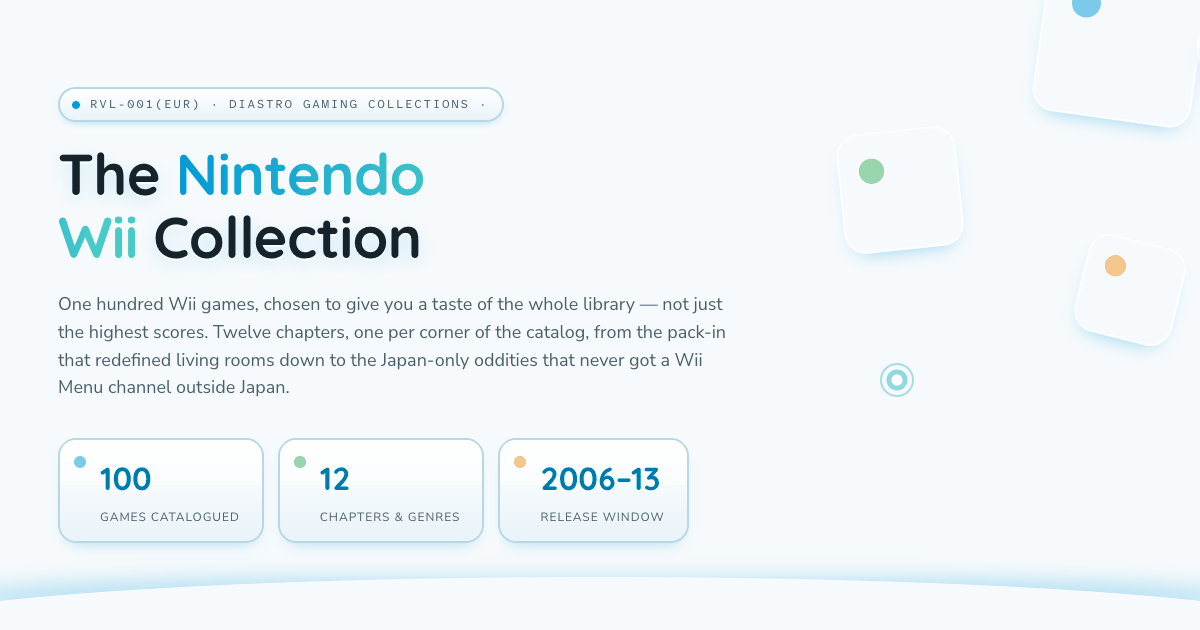 RVL-001(EUR) · DIASTRO GAMING COLLECTIONS ·
The Nintendo
Wii Collection
One hundred Wii games, chosen to give you a taste of the whole library — not just
the highest scores. Twelve chapters, one per corner of the catalog, from the pack-in
that redefined living rooms down to the Japan-only oddities that never got a Wii
Menu channel outside Japan.
100
GAMES CATALOGUED
12
CHAPTERS & GENRES
2006–13
RELEASE WINDOW